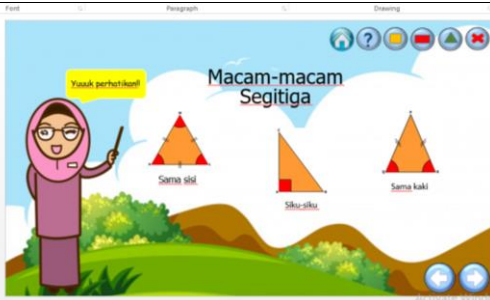 Font Paragraph Drawing
Yuuuk perhatikan!!
Macam-macam
Segitiga
Sama sisi
Siku-siku
Sama kaki